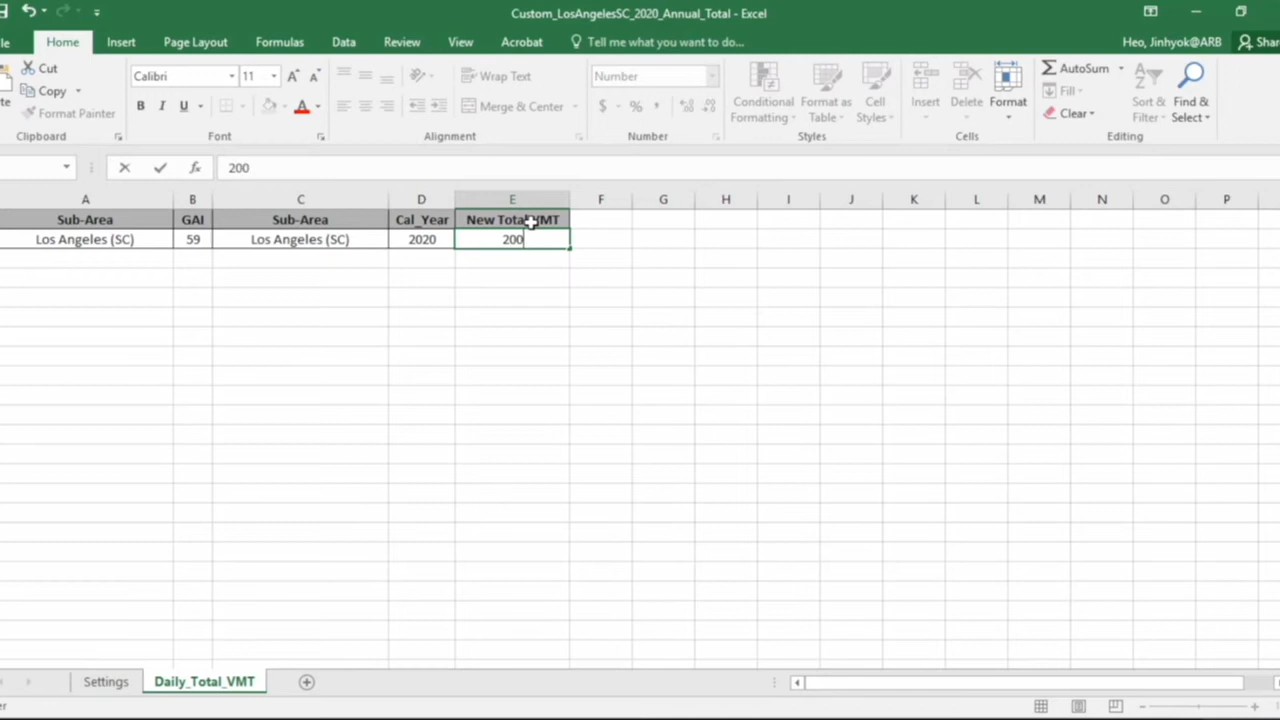 Custom_LosAngelesSC_2020_Annual_Total - Excel
Home Insert Page Layout Formulas Data Review View Acrobat Tell me what you want to do... Heo, Jinhyok@ARB
Cut
Copy
Format Painter
Clipboard
Calibri 11
B I U
Font
Wrap Text
Merge & Center
Alignment
Number
$ % ,
Number
Conditional Formatting
Format as Table
Cell Styles
Styles
Insert Delete Format
Cells
AutoSum
Fill
Clear
Sort & Filter
Find & Select
Editing
fx 200
A B C D E F G H I J K L M N O P
Sub-Area GAI Sub-Area Cal_Year New Total VMT
Los Angeles (SC) 59 Los Angeles (SC) 2020 200
Settings Daily_Total_VMT